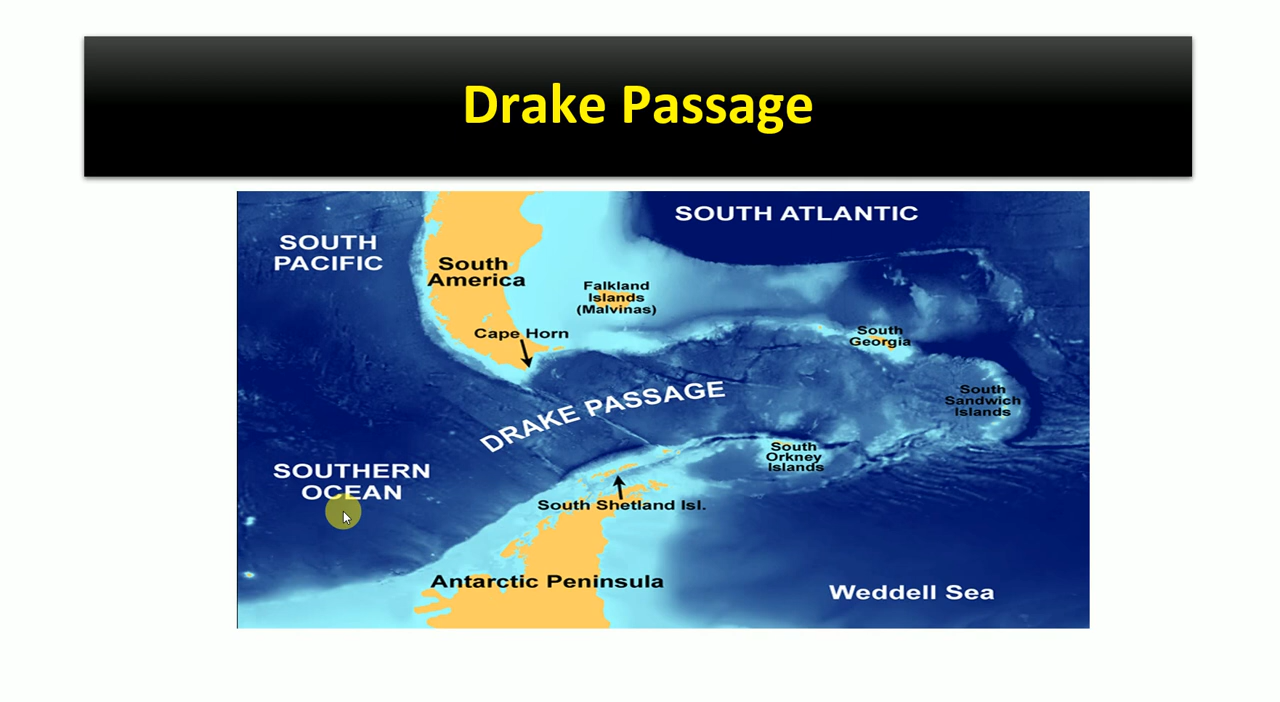 Drake Passage
SOUTH ATLANTIC
SOUTH
PACIFIC
South
America
Falkland
Islands
(Malvinas)
Cape Horn
South
Georgia
DRAKE PASSAGE
South
Sandwich
Islands
South
Orkney
Islands
SOUTHERN
OCEAN
South Shetland Isl.
Antarctic Peninsula
Weddell Sea